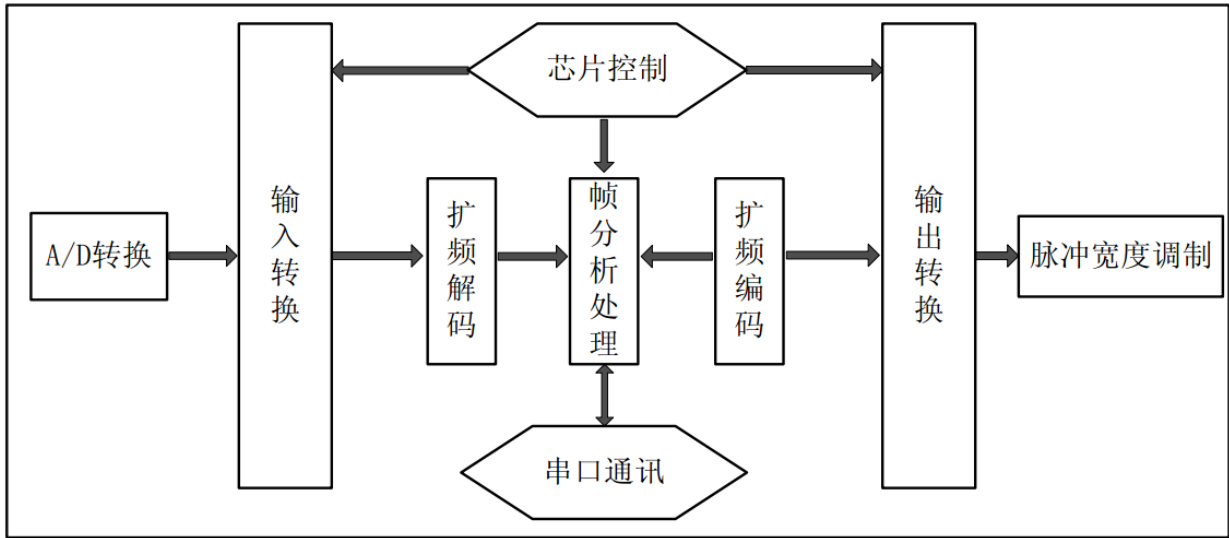 芯片控制
A/D转换
输入转换
扩频解码
帧分析处理
扩频编码
输出转换
脉冲宽度调制
串口通讯